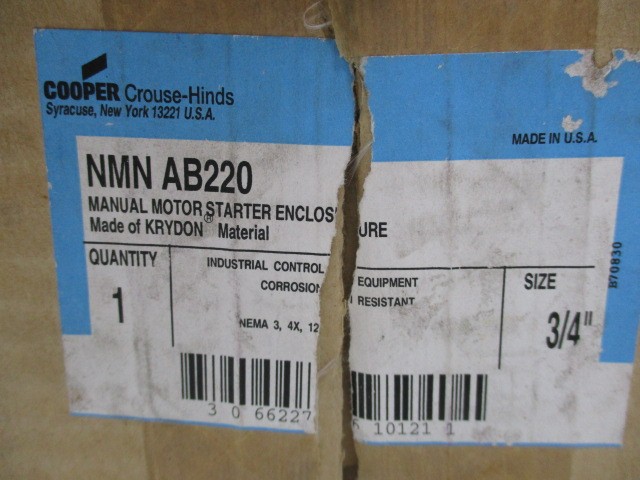 COOPER Crouse-Hinds
Syracuse, New York 13221 U.S.A.
MADE IN U.S.A.
NMN AB220
MANUAL MOTOR STARTER ENCLOSURE
Made of KRYDON® Material
QUANTITY
1
INDUSTRIAL CONTROL EQUIPMENT
CORROSION RESISTANT
NEMA 3, 4X, 12
SIZE
3/4"
B70830
3 0 66227 10121 1